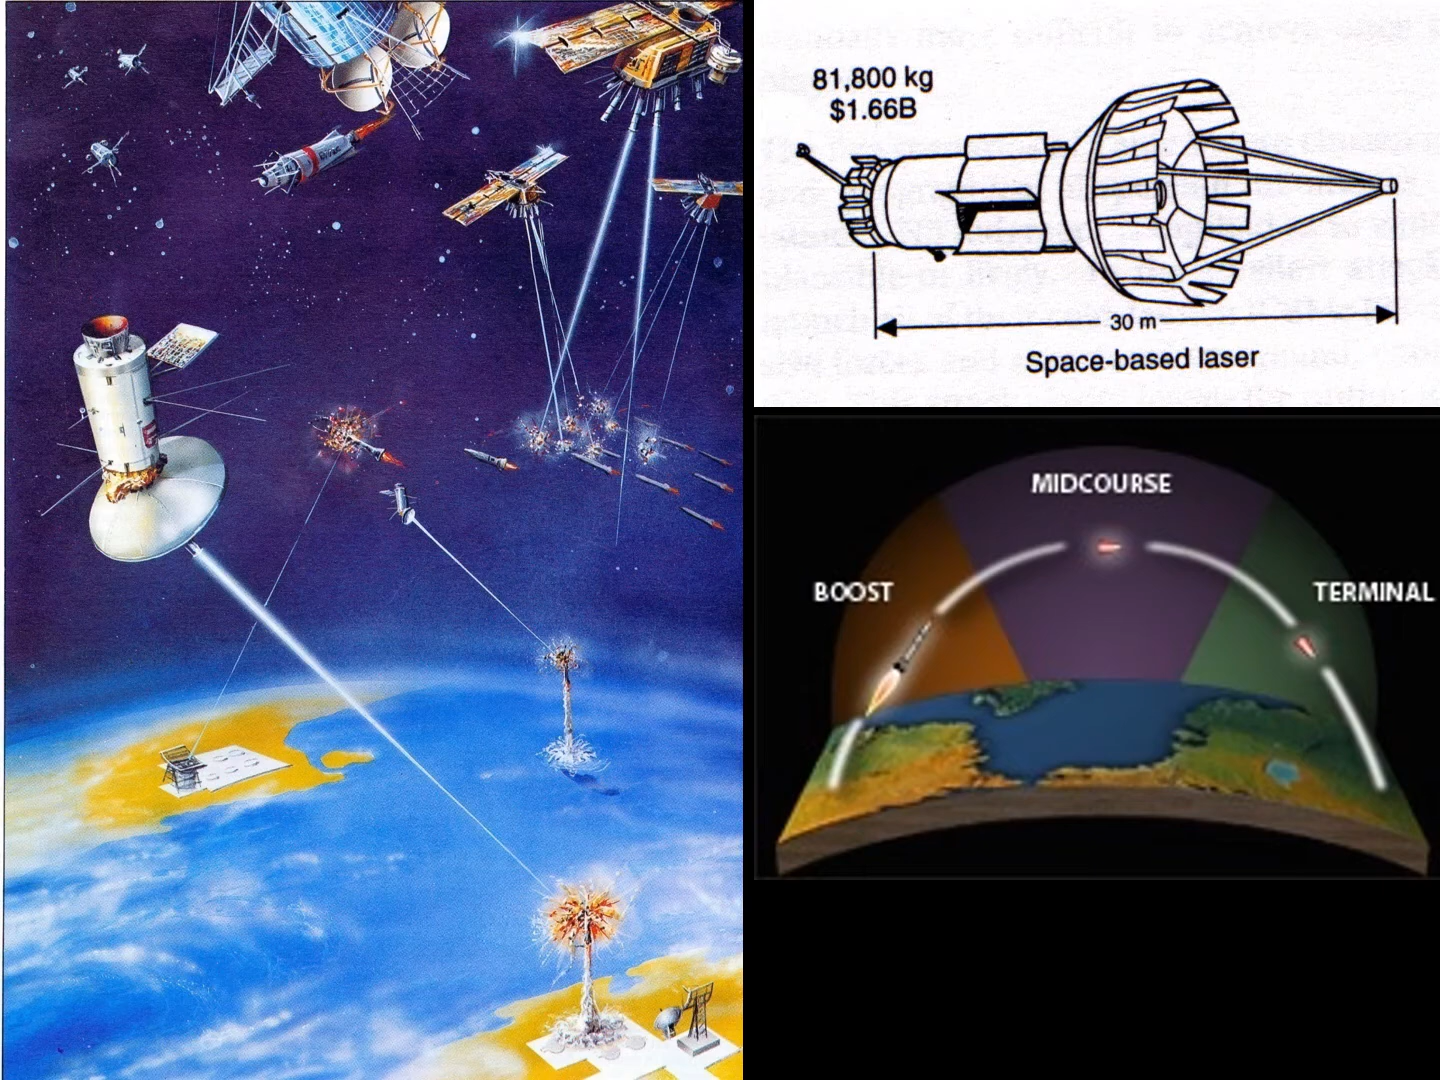 81,800 kg
$1.66B
30 m
Space-based laser
MIDCOURSE
BOOST
TERMINAL